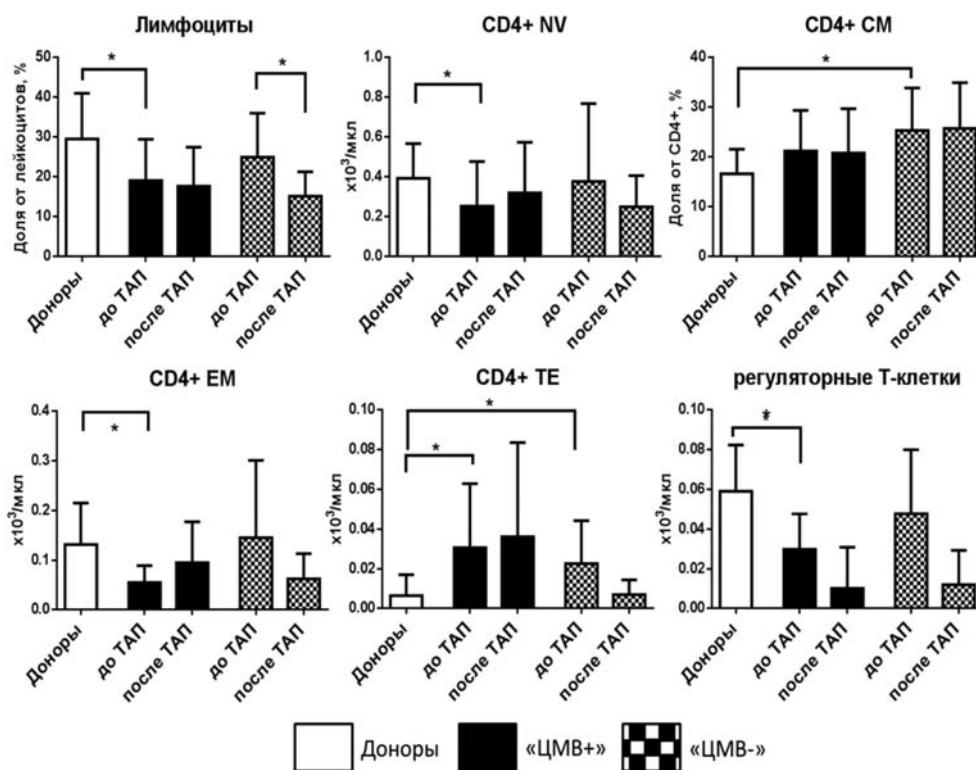 Лимфоциты
Доля от лейкоцитов, %
50
40
30
20
10
0
*
*
Доноры
до ТАП
после ТАП
до ТАП
после ТАП
CD4+ NV
x10³/мкл
1.0
0.8
0.6
0.4
0.2
0.0
*
Доноры
до ТАП
после ТАП
до ТАП
после ТАП
CD4+ CM
Доля от CD4+, %
40
30
20
10
0
*
Доноры
до ТАП
после ТАП
до ТАП
после ТАП
CD4+ EM
x10³/мкл
0.4
0.3
0.2
0.1
0.0
*
Доноры
до ТАП
после ТАП
до ТАП
после ТАП
CD4+ TE
x10³/мкл
0.10
0.08
0.06
0.04
0.02
0.00
*
*
Доноры
до ТАП
после ТАП
до ТАП
после ТАП
регуляторные Т-клетки
x10³/мкл
0.10
0.08
0.06
0.04
0.02
0.00
*
Доноры
до ТАП
после ТАП
до ТАП
после ТАП
Доноры
«ЦМВ+»
«ЦМВ-»